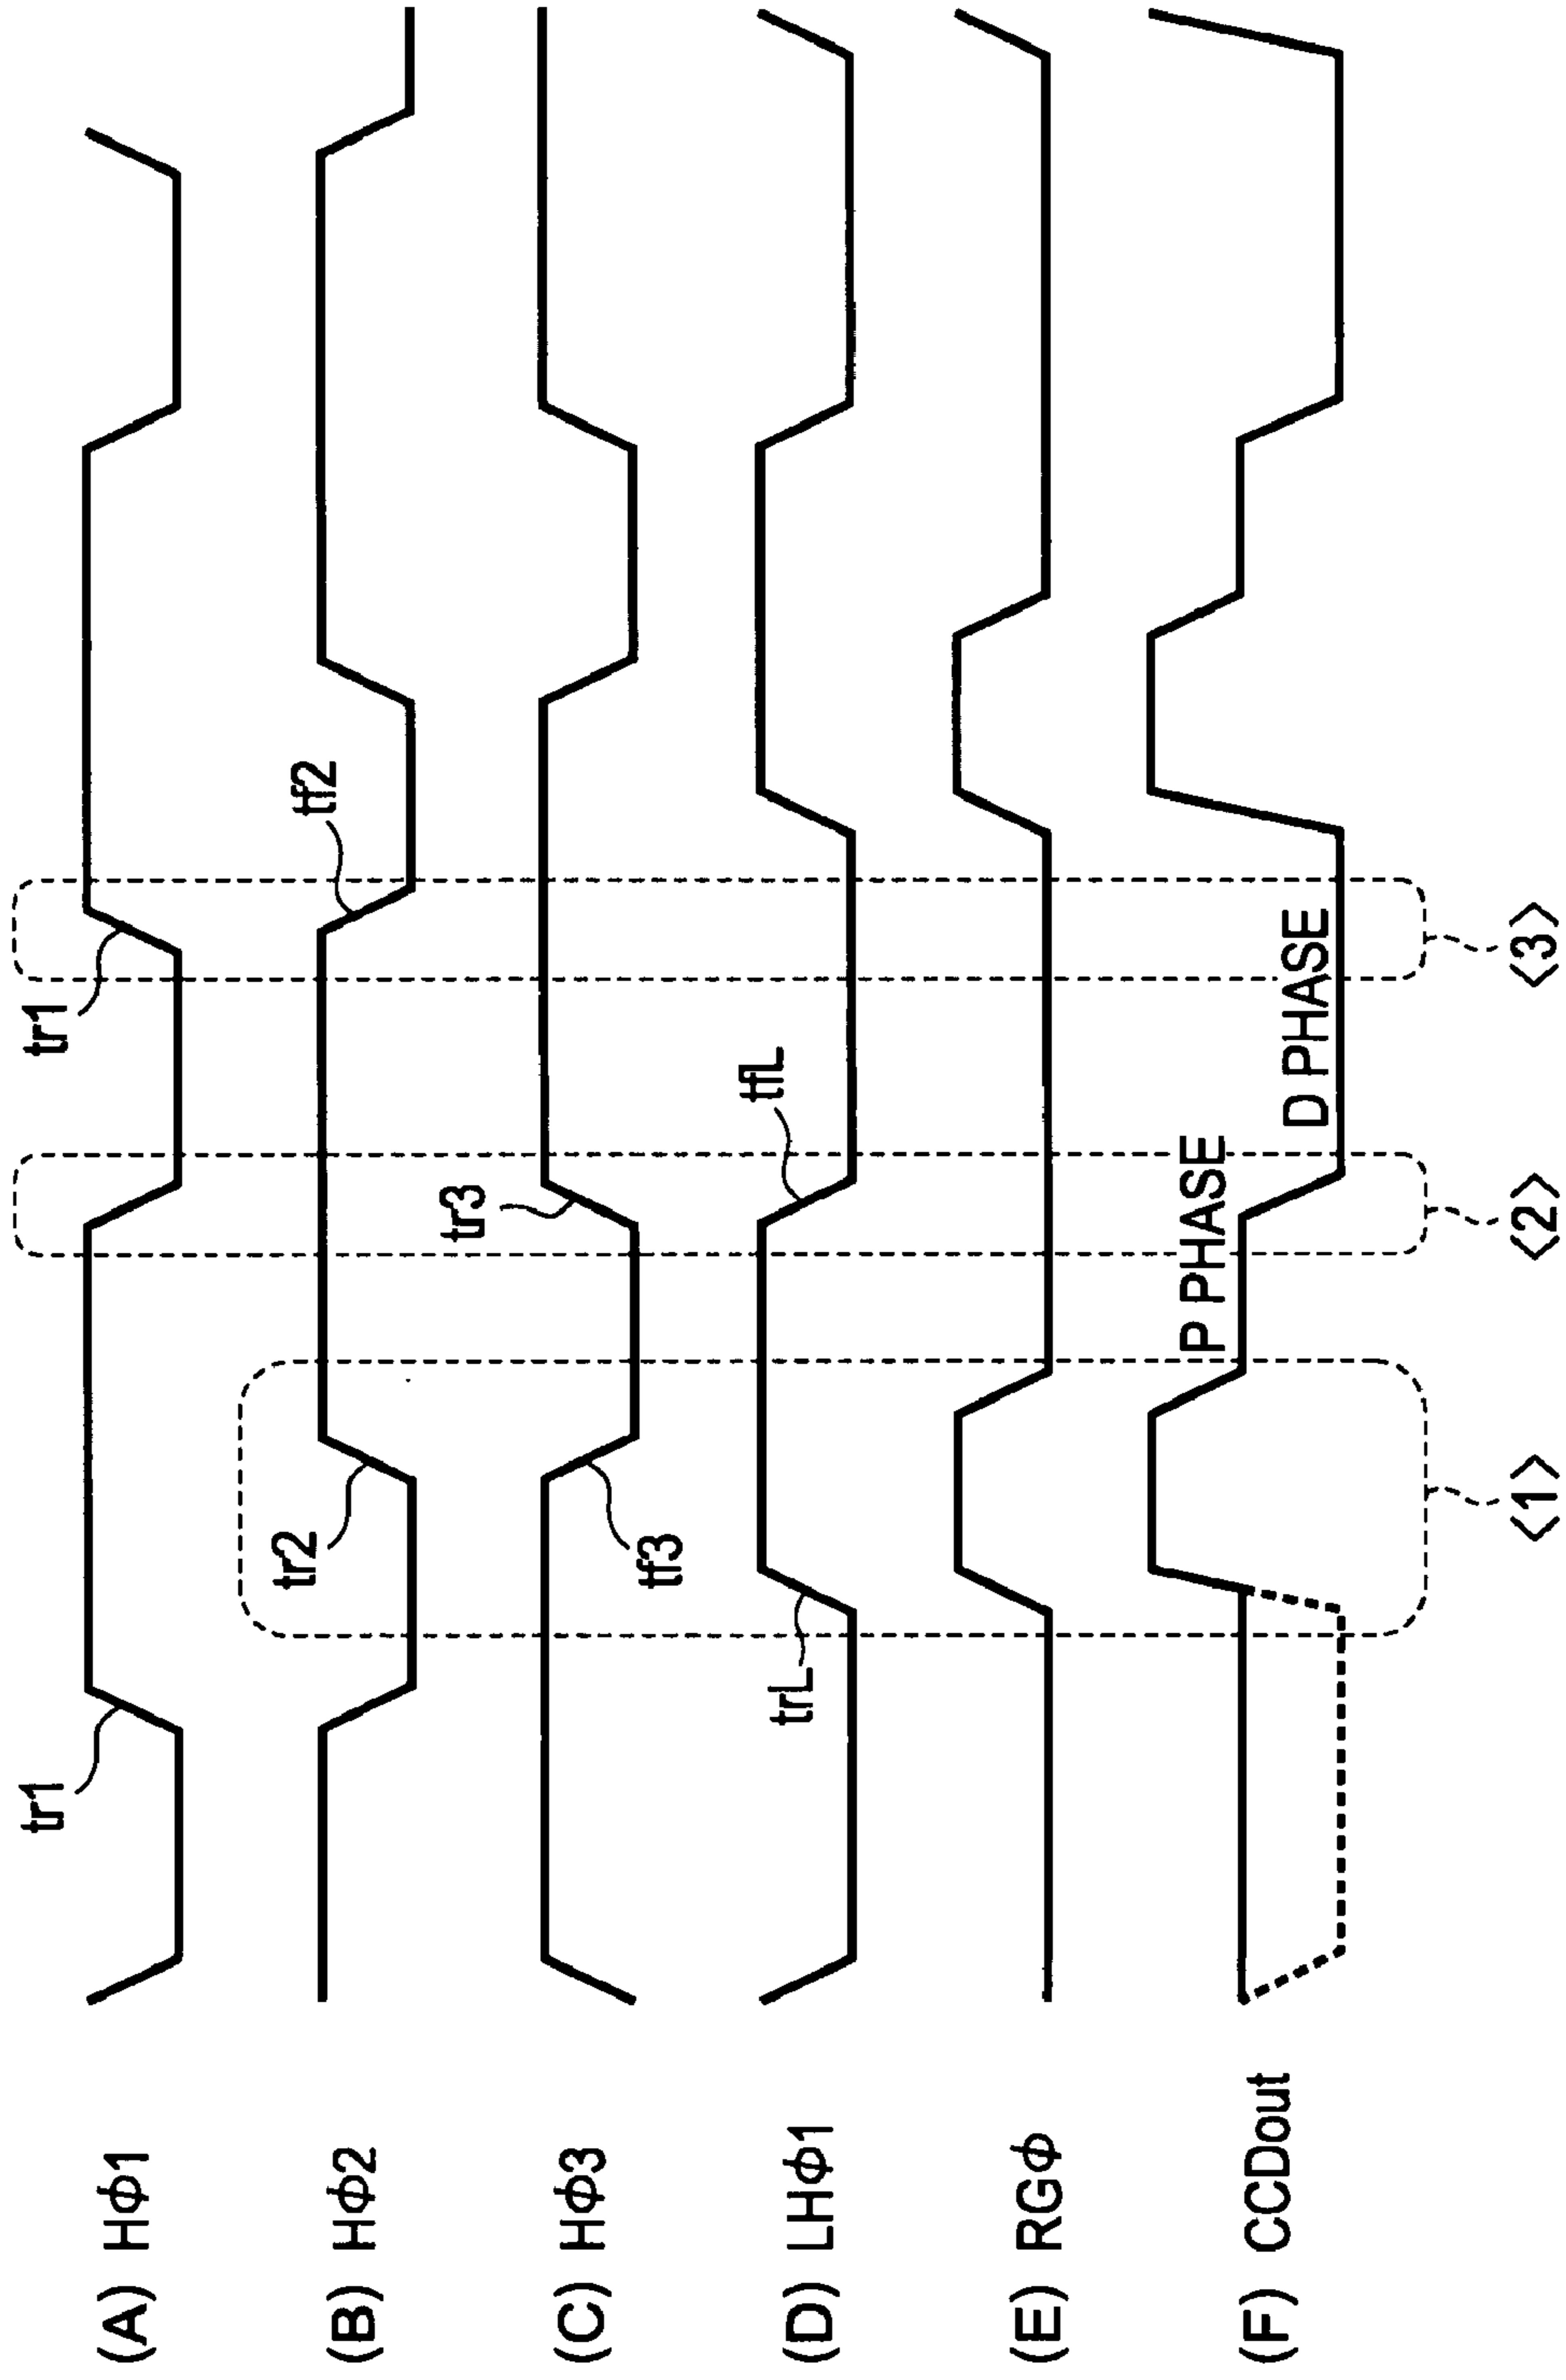 (A) HΦ1
tr1
tr1
(B) HΦ2
tr2
tf2
(C) HΦ3
tf3
tr3
(D) LHΦ1
trL
tfL
(E) RGΦ
(F) CCDout
P PHASE
D PHASE
<1>
<2>
<3>